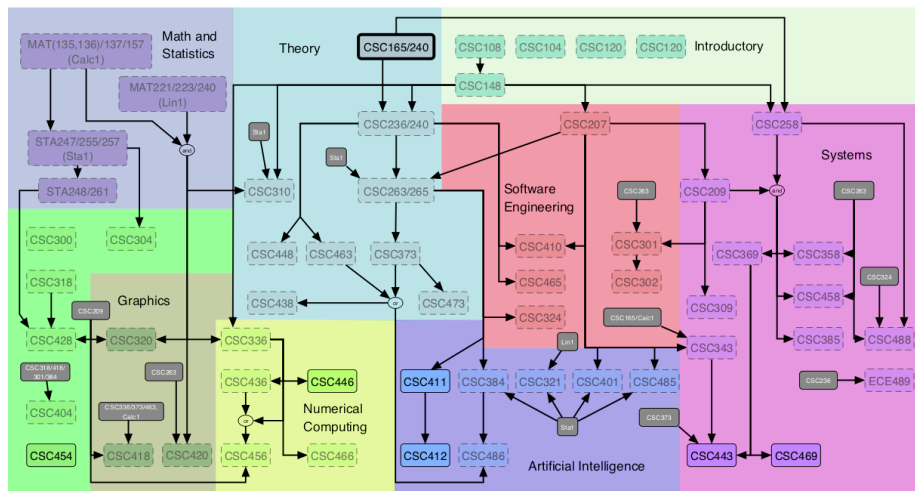 Math and
Statistics
Theory
Introductory
MAT(135,136)/137/157
(Calc1)
CSC165/240
CSC108
CSC104
CSC120
CSC120
CSC148
MAT221/223/240
(Lin1)
CSC236/240
CSC207
CSC258
STA247/255/257
(Sta1)
and
Sta1
Sta1
Systems
STA248/261
CSC310
CSC263/265
Software
Engineering
CSC263
CSC209
and
CSC263
CSC300
CSC304
CSC448
CSC463
CSC373
CSC410
CSC301
CSC369
CSC358
CSC318
Graphics
CSC438
or
CSC473
CSC465
CSC302
CSC324
CSC458
CSC209
CSC324
CSC165/Calc1
CSC309
CSC428
CSC320
CSC336
Lin1
CSC343
CSC385
CSC488
CSC318/418/
301/384
CSC263
CSC436
CSC446
CSC411
CSC384
CSC321
CSC401
CSC485
CSC236
ECE489
CSC404
CSC336/373/463,
Calc1
or
Numerical
Computing
Sta1
CSC373
CSC454
CSC418
CSC420
CSC456
CSC466
CSC412
CSC486
Artificial Intelligence
CSC443
CSC469